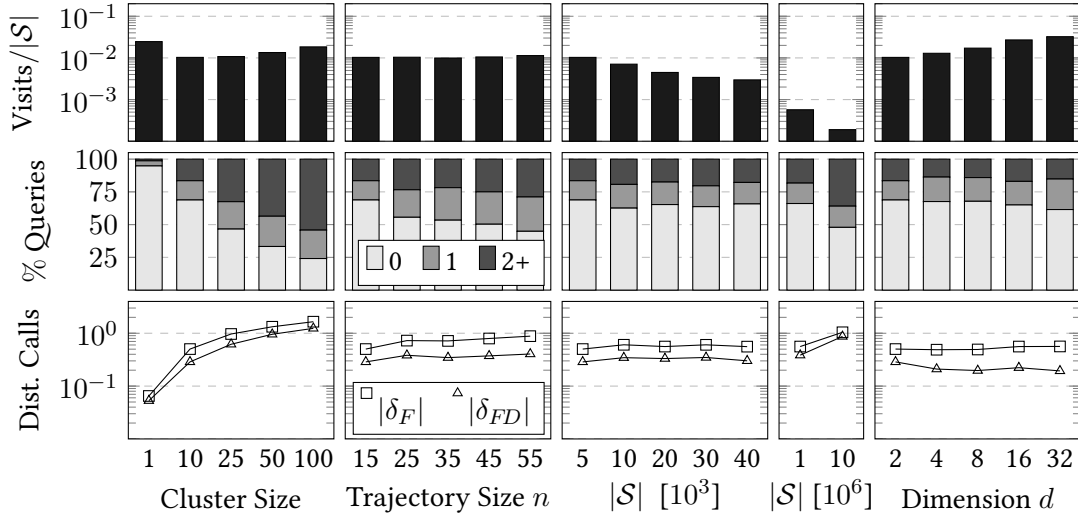 Visits/|𝒮|
10⁻¹
10⁻²
10⁻³
% Queries
100
75
50
25
0 1 2+
Dist. Calls
10⁰
10⁻¹
|δ_F| |δ_FD|
1 10 25 50 100
15 25 35 45 55
5 10 20 30 40
1 10
2 4 8 16 32
Cluster Size
Trajectory Size n
|𝒮| [10³]
|𝒮| [10⁶]
Dimension d